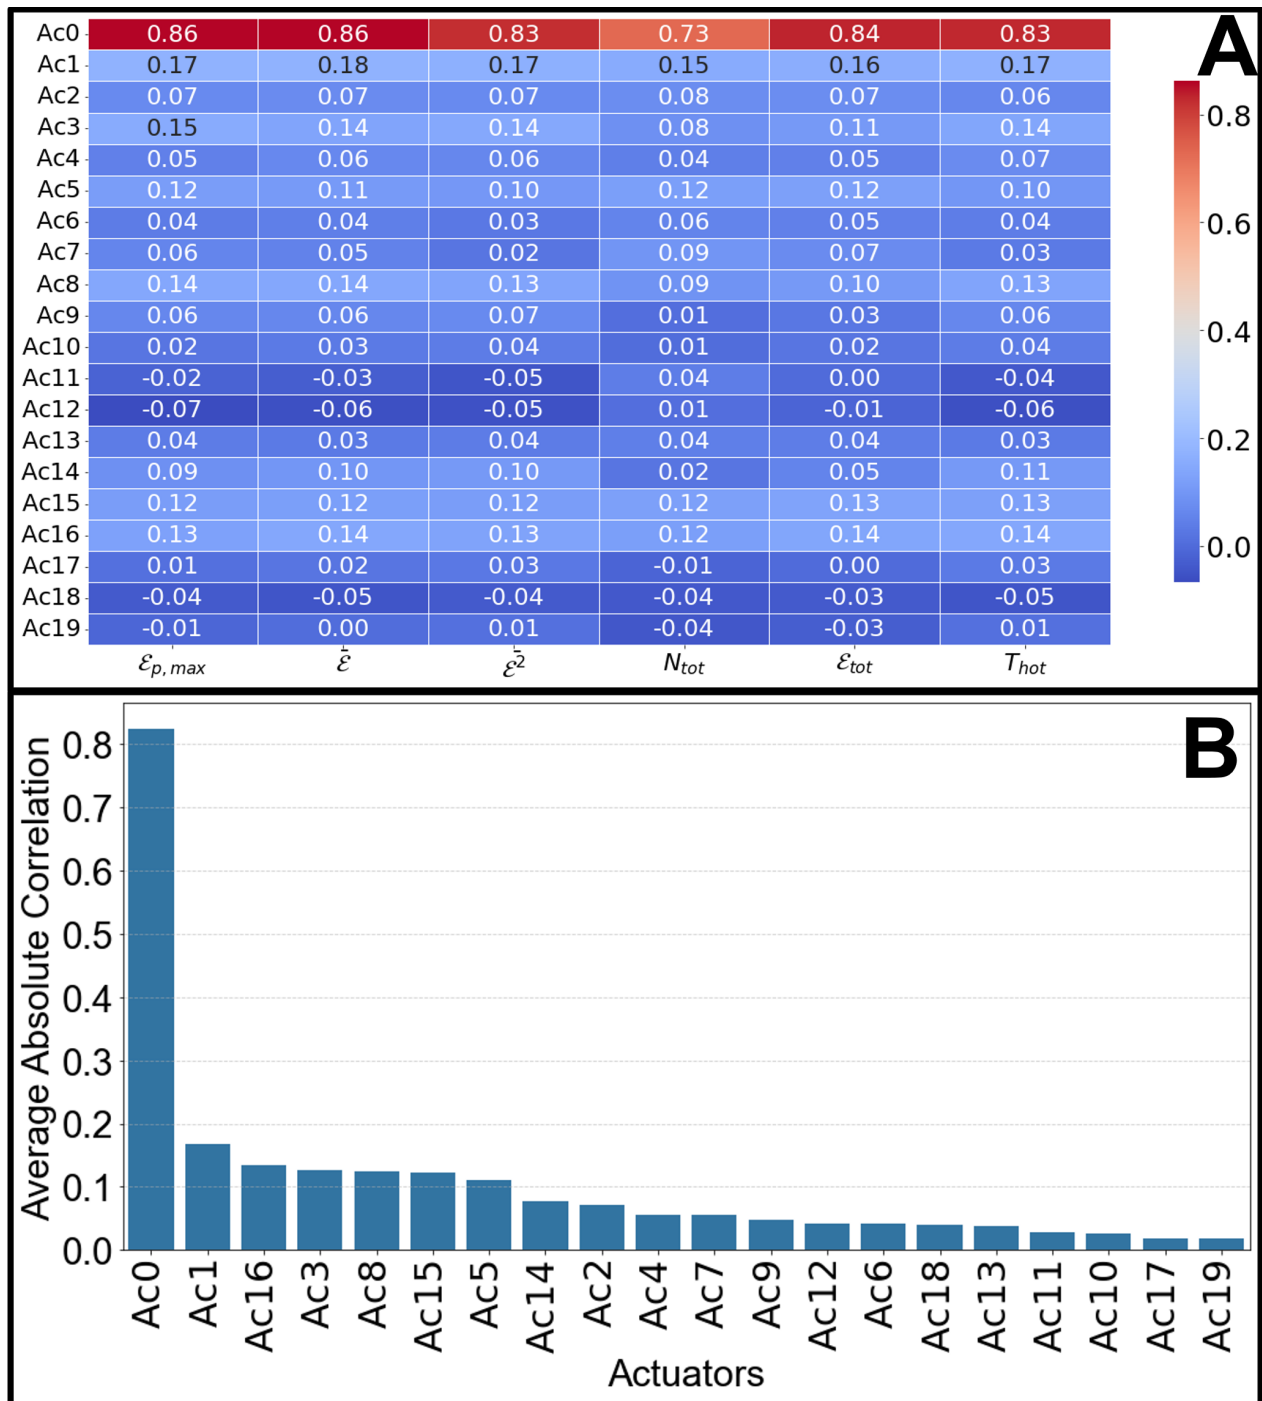 A
Ac0 0.86 0.86 0.83 0.73 0.84 0.83
Ac1 0.17 0.18 0.17 0.15 0.16 0.17
Ac2 0.07 0.07 0.07 0.08 0.07 0.06
Ac3 0.15 0.14 0.14 0.08 0.11 0.14
Ac4 0.05 0.06 0.06 0.04 0.05 0.07
Ac5 0.12 0.11 0.10 0.12 0.12 0.10
Ac6 0.04 0.04 0.03 0.06 0.05 0.04
Ac7 0.06 0.05 0.02 0.09 0.07 0.03
Ac8 0.14 0.14 0.13 0.09 0.10 0.13
Ac9 0.06 0.06 0.07 0.01 0.03 0.06
Ac10 0.02 0.03 0.04 0.01 0.02 0.04
Ac11 -0.02 -0.03 -0.05 0.04 0.00 -0.04
Ac12 -0.07 -0.06 -0.05 0.01 -0.01 -0.06
Ac13 0.04 0.03 0.04 0.04 0.04 0.03
Ac14 0.09 0.10 0.10 0.02 0.05 0.11
Ac15 0.12 0.12 0.12 0.12 0.13 0.13
Ac16 0.13 0.14 0.13 0.12 0.14 0.14
Ac17 0.01 0.02 0.03 -0.01 0.00 0.03
Ac18 -0.04 -0.05 -0.04 -0.04 -0.03 -0.05
Ac19 -0.01 0.00 0.01 -0.04 -0.03 0.01
ℰp, max ℰ̄ ℰ̄² Ntot ℰtot Thot
0.8
0.6
0.4
0.2
0.0
B
Average Absolute Correlation
0.8
0.7
0.6
0.5
0.4
0.3
0.2
0.1
0.0
Ac0 Ac1 Ac16 Ac3 Ac8 Ac15 Ac5 Ac14 Ac2 Ac4 Ac7 Ac9 Ac12 Ac6 Ac18 Ac13 Ac11 Ac10 Ac17 Ac19
Actuators